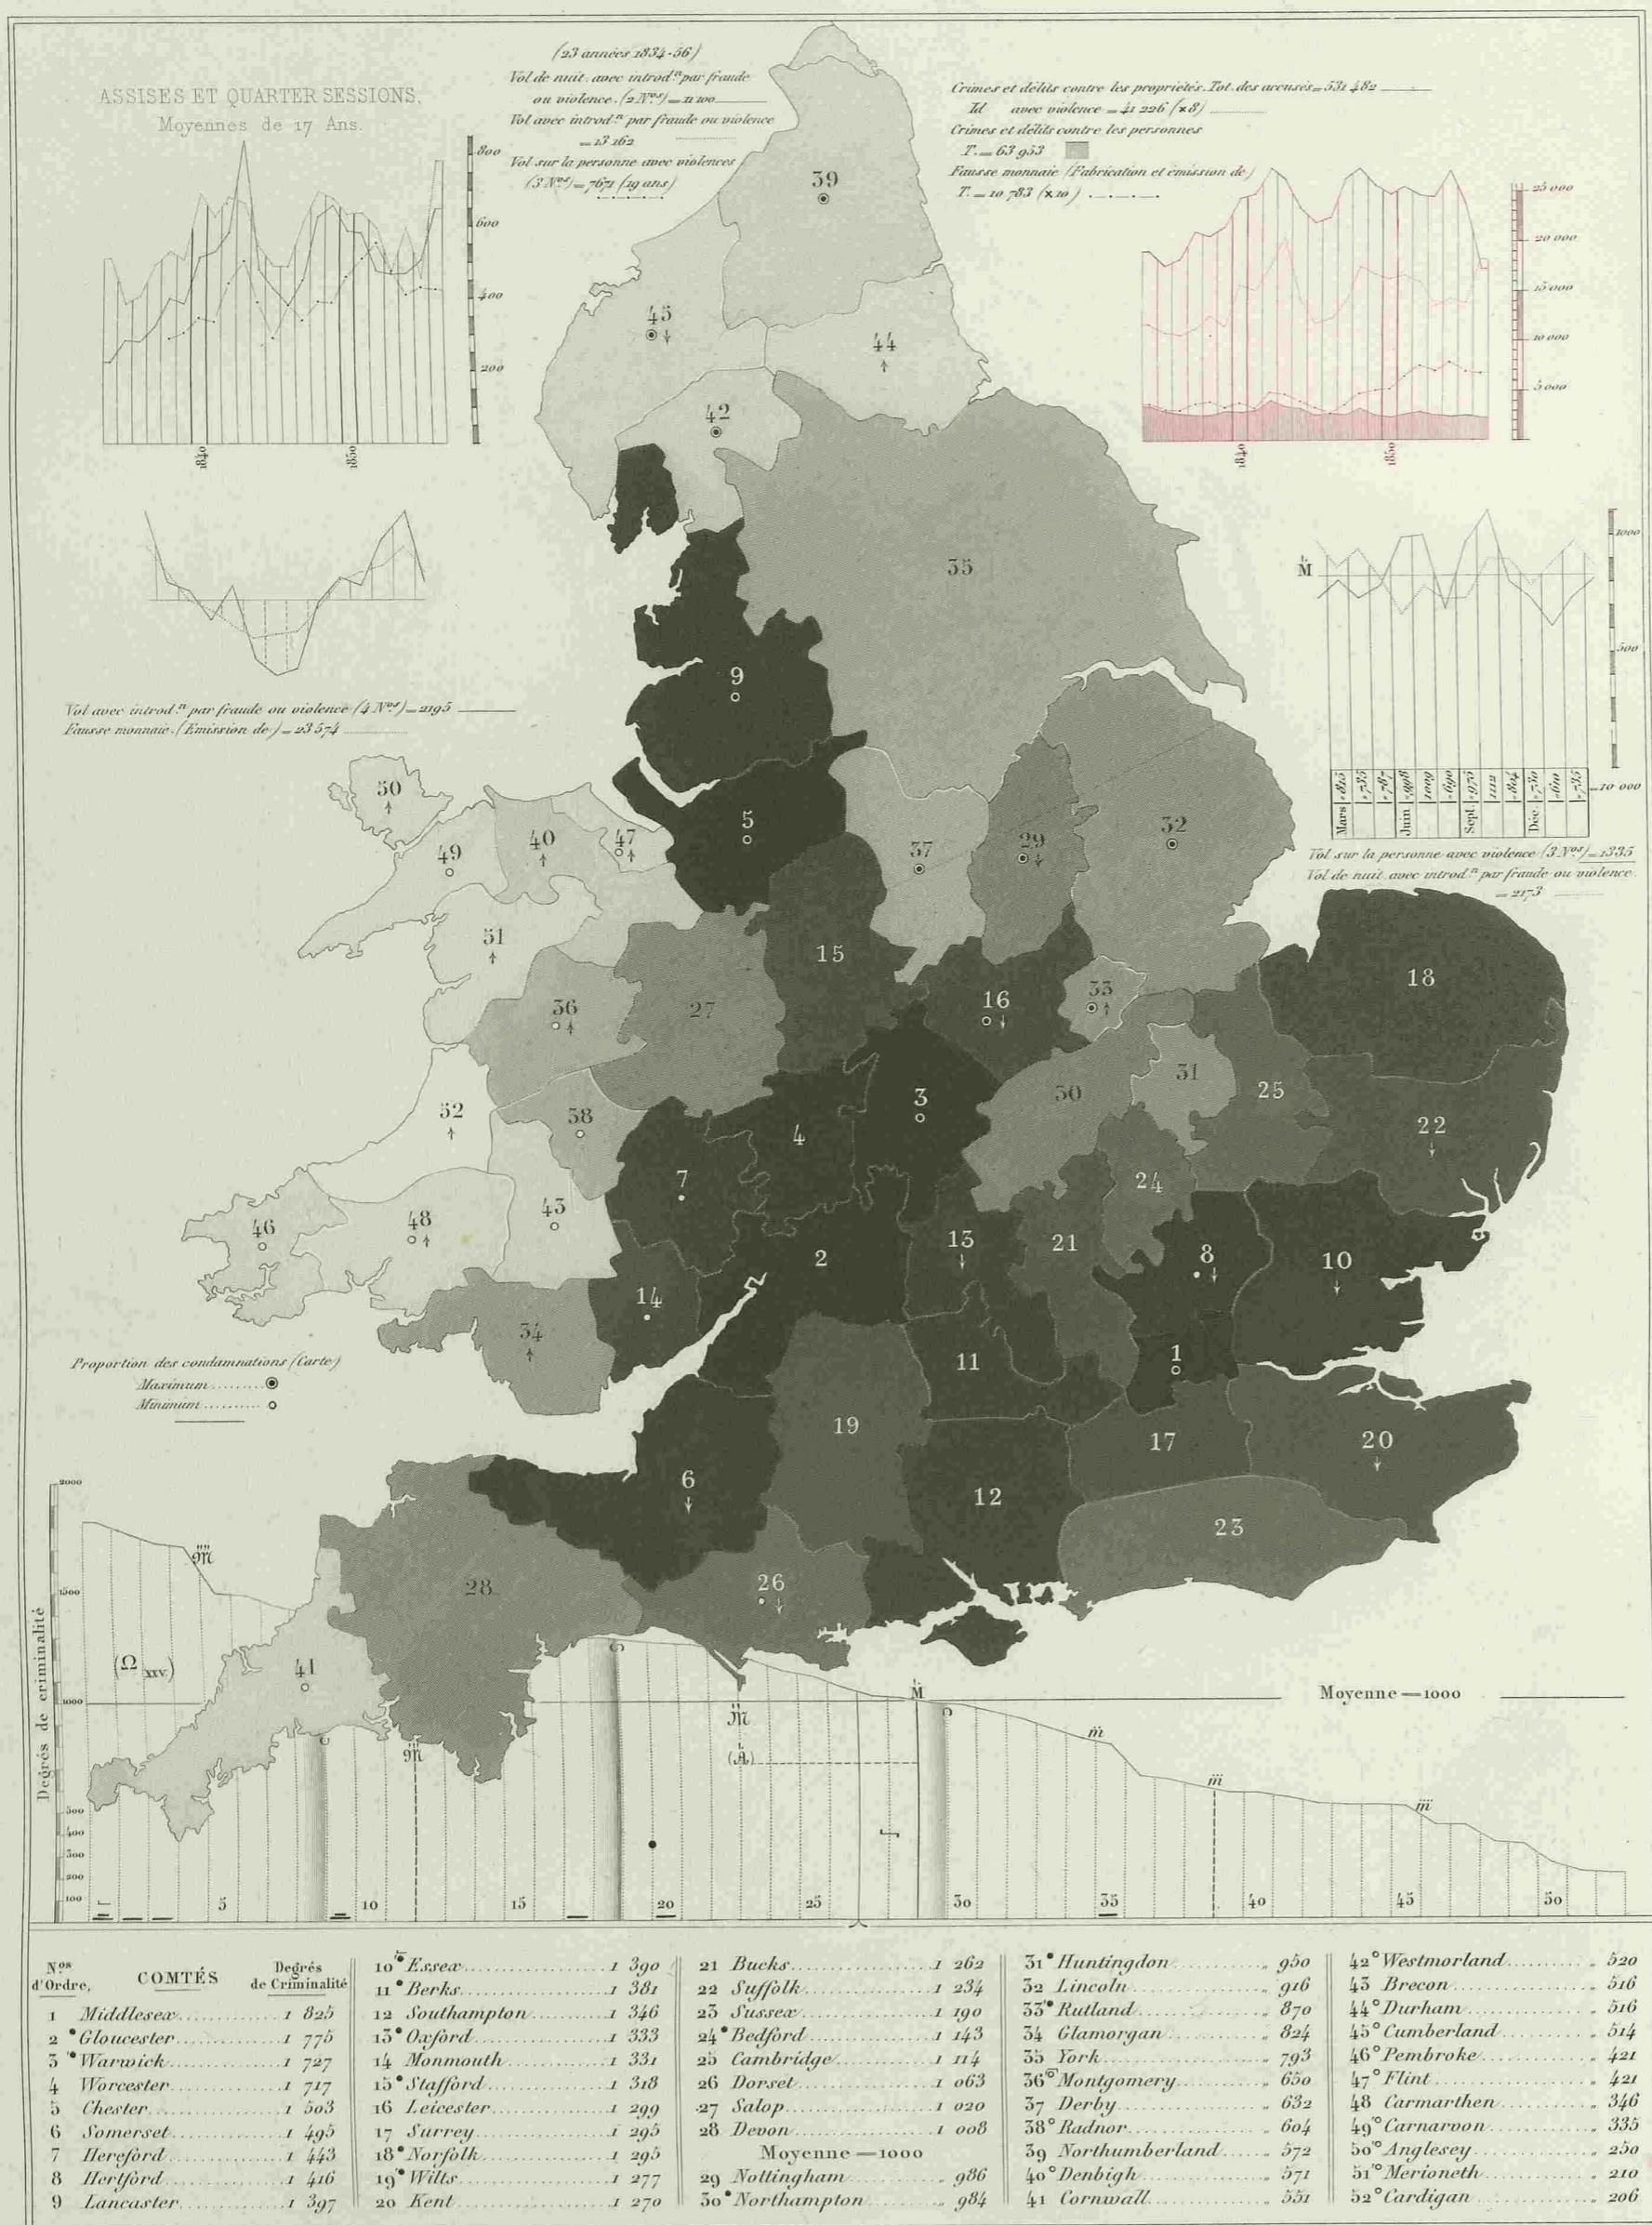 ASSISES ET QUARTER SESSIONS,
Moyennes de 17 Ans.
800
600
400
200
1840
1850
(23 années 1834-56)
Vol de nuit. avec introd.n par fraude
ou violence. (2 Nos) = 11 100
Vol avec introd.n par fraude ou violence
= 13 162
Vol sur la personne avec violences
(3 Nos) = 7671 (19 ans)
Crimes et délits contre les propriétés. Tot. des accusés = 531 482
Id avec violence = 41 226 (×8)
Crimes et délits contre les personnes
T. = 63 953
Fausse monnaie (Fabrication et émission de)
T. = 10 783 (×10)
25 000
20 000
15 000
10 000
5 000
1840
1850
Vol avec introd.n par fraude ou violence (4 Nos) = 2195
Fausse monnaie. (Emission de) = 23 574
M
1000
500
10 000
Mars
Juin
Sept.
Déc.
Vol sur la personne avec violence (3 Nos) = 1335
Vol de nuit. avec introd.n par fraude ou violence
= 2173
39
45
44
42
35
9
50
49
40
47
5
37
29
32
51
15
18
36
27
16
33
52
38
3
30
31
25
22
4
7
24
46
48
43
2
13
21
8
10
14
34
11
1
19
17
20
6
12
23
28
26
41
Proportion des condamnations (Carte)
Maximum
Minimum
Degrés de criminalité
2000
1500
1000
500
400
300
200
100
(Ω XXV.)
M
Moyenne = 1000
5
10
15
20
25
30
35
40
45
50
Nos d'Ordre, COMTÉS Degrés de Criminalité
1 Middlesex 1 825
2 Gloucester 1 775
3 Warwick 1 727
4 Worcester 1 717
5 Chester 1 503
6 Somerset 1 495
7 Hereford 1 443
8 Hertford 1 416
9 Lancaster 1 397
10 Essex 1 390
11 Berks 1 381
12 Southampton 1 346
13 Oxford 1 333
14 Monmouth 1 331
15 Stafford 1 318
16 Leicester 1 299
17 Surrey 1 295
18 Norfolk 1 295
19 Wilts 1 277
20 Kent 1 270
21 Bucks 1 262
22 Suffolk 1 234
23 Sussex 1 190
24 Bedford 1 143
25 Cambridge 1 114
26 Dorset 1 063
27 Salop 1 020
28 Devon 1 008
Moyenne = 1000
29 Nottingham „ 986
30 Northampton „ 984
31 Huntingdon „ 950
32 Lincoln „ 916
33 Rutland „ 870
34 Glamorgan „ 824
35 York „ 793
36 Montgomery „ 650
37 Derby „ 632
38 Radnor „ 604
39 Northumberland „ 572
40 Denbigh „ 571
41 Cornwall „ 551
42 Westmorland „ 520
43 Brecon „ 516
44 Durham „ 516
45 Cumberland „ 514
46 Pembroke „ 421
47 Flint „ 421
48 Carmarthen „ 346
49 Carnarvon „ 335
50 Anglesey „ 250
51 Merioneth „ 210
52 Cardigan „ 206